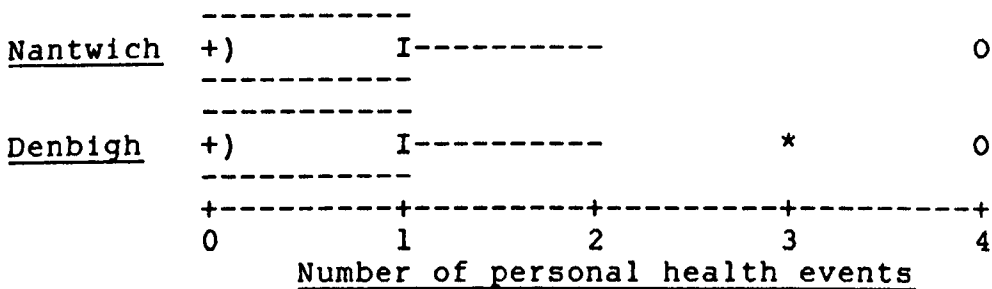 -----------
Nantwich +) I---------- O
-----------
-----------
Denbigh +) I---------- * O
-----------
+---------+---------+---------+---------+
0 1 2 3 4
Number of personal health events